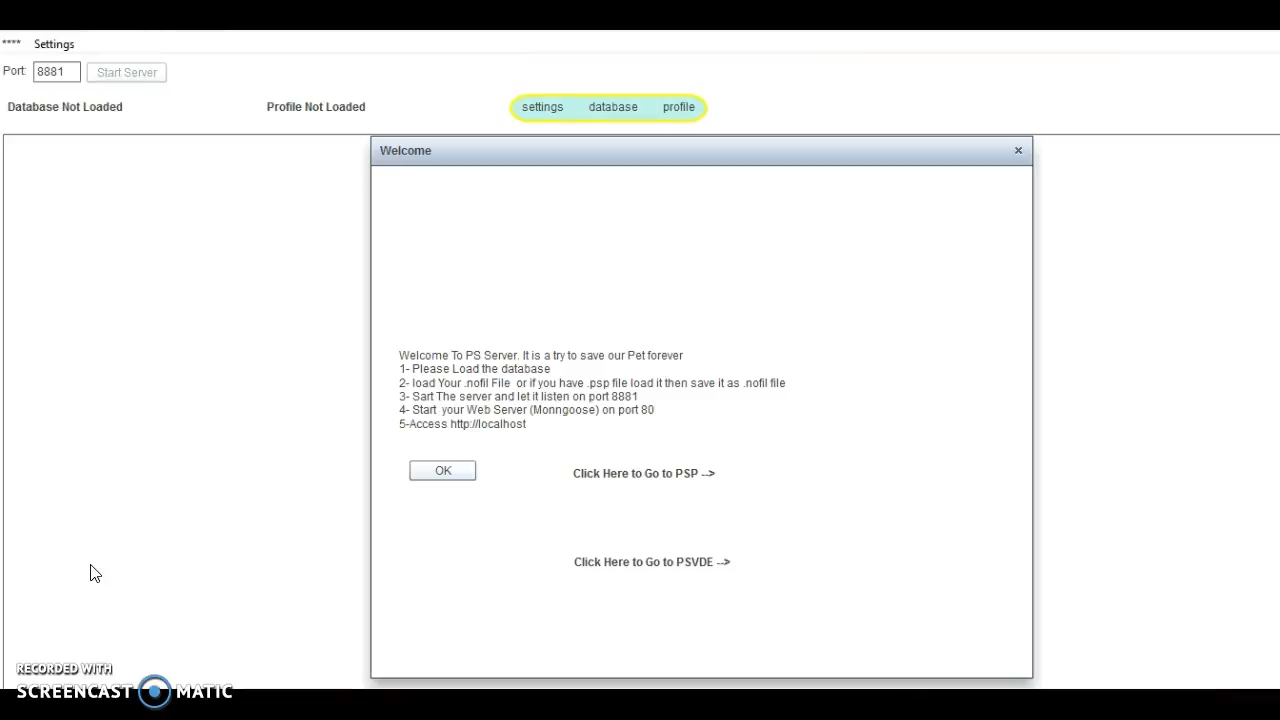 **** Settings
Port: 8881 Start Server
Database Not Loaded Profile Not Loaded settings database profile
Welcome ×
Welcome To PS Server. It is a try to save our Pet forever
1- Please Load the database
2- load Your .nofil File or if you have .psp file load it then save it as .nofil file
3- Sart The server and let it listen on port 8881
4- Start your Web Server (Monngoose) on port 80
5-Access http://localhost
OK Click Here to Go to PSP -->
Click Here to Go to PSVDE -->
RECORDED WITH
SCREENCAST MATIC